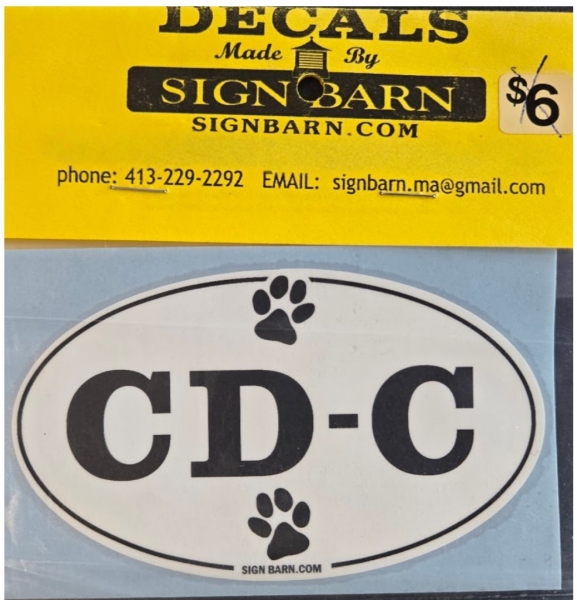 DECALS
Made By
SIGN BARN
SIGNBARN.COM
$6
phone: 413-229-2292 EMAIL: signbarn.ma@gmail.com
CD-C
SIGN BARN.COM